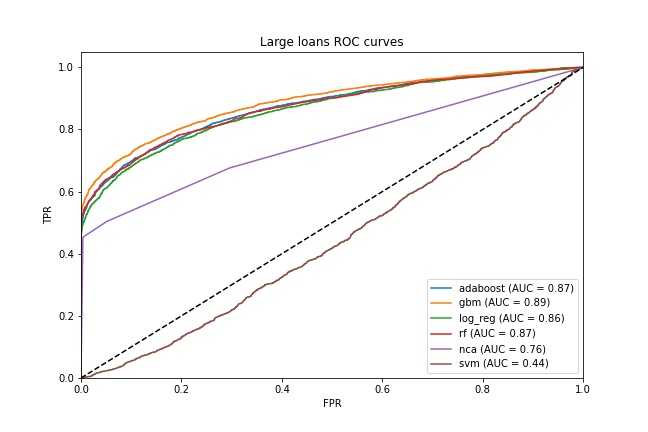 Large loans ROC curves
TPR
1.0
0.8
0.6
0.4
0.2
0.0
adaboost (AUC = 0.87)
gbm (AUC = 0.89)
log_reg (AUC = 0.86)
rf (AUC = 0.87)
nca (AUC = 0.76)
svm (AUC = 0.44)
0.0 0.2 0.4 0.6 0.8 1.0
FPR